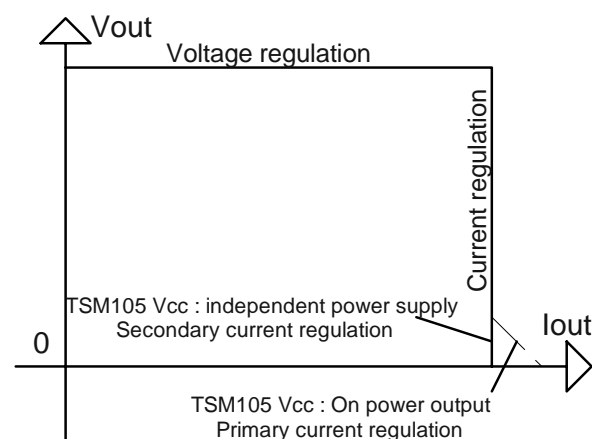 Vout
Voltage regulation
Current regulation
TSM105 Vcc : independent power supply
Secondary current regulation
Iout
0
TSM105 Vcc : On power output
Primary current regulation